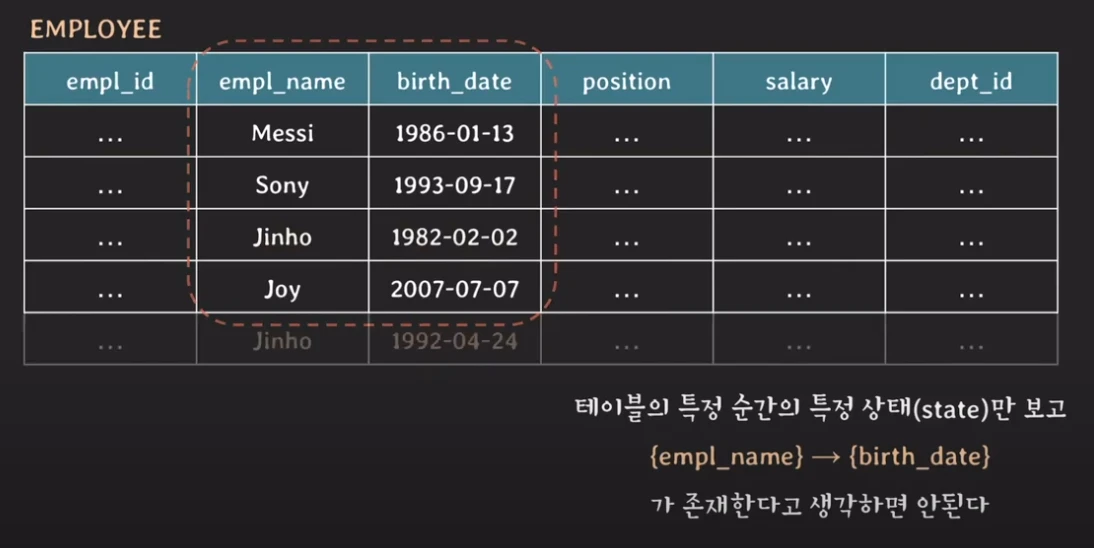 EMPLOYEE
empl_id empl_name birth_date position salary dept_id
... Messi 1986-01-13 ... ... ...
... Sony 1993-09-17 ... ... ...
... Jinho 1982-02-02 ... ... ...
... Joy 2007-07-07 ... ... ...
... Jinho 1992-04-24 ... ... ...
테이블의 특정 순간의 특정 상태(state)만 보고
{empl_name} → {birth_date}
가 존재한다고 생각하면 안된다